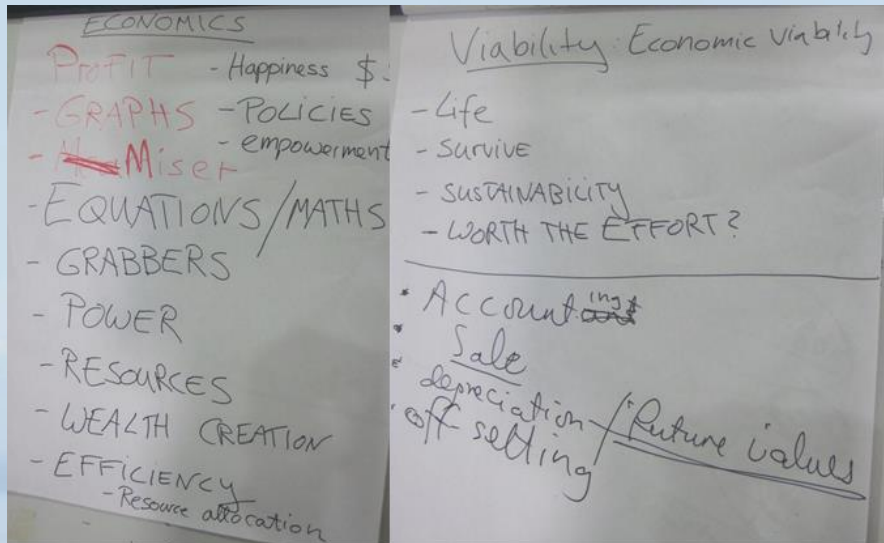 ECONOMICS
PROFIT - Happiness $
- GRAPHS - POLICIES
- Miser - empowerment
- EQUATIONS/MATHS
- GRABBERS
- POWER
- RESOURCES
- WEALTH CREATION
- EFFICIENCY
- Resource allocation
Viability: Economic viability
- Life
- Survive
- SUSTAINABILITY
- WORTH THE EFFORT?
• Accounting
• Sale
• depreciation / Future values
• off setting